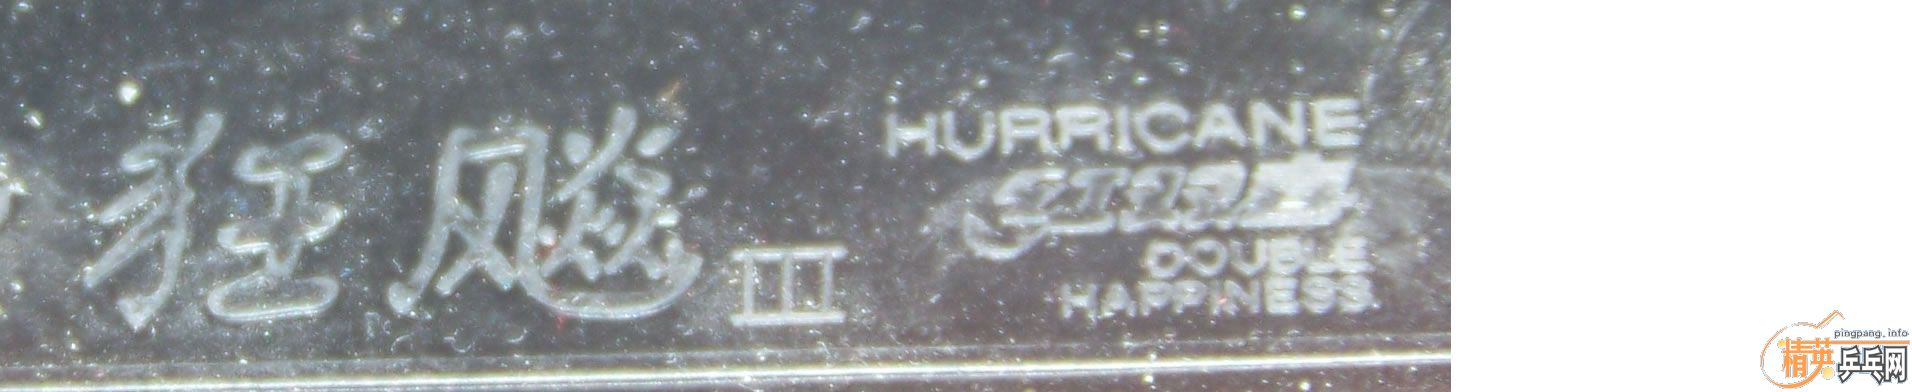 狂飚 III
HURRICANE
DOUBLE
HAPPINESS
pingpang.info
精英乒乓网